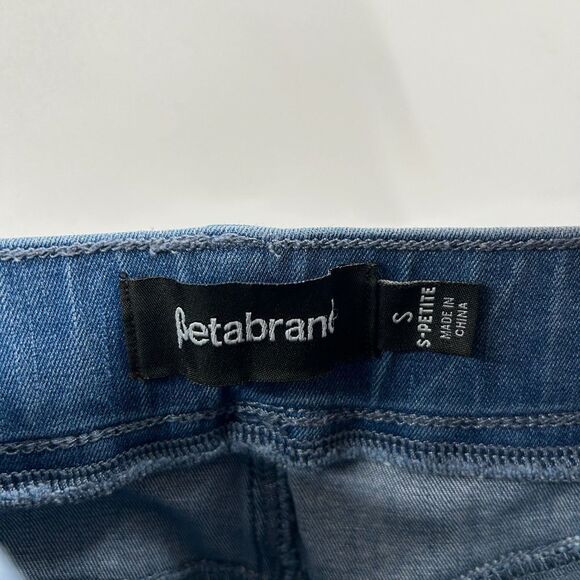 Betabrand
S
S-PETITE
MADE IN
CHINA